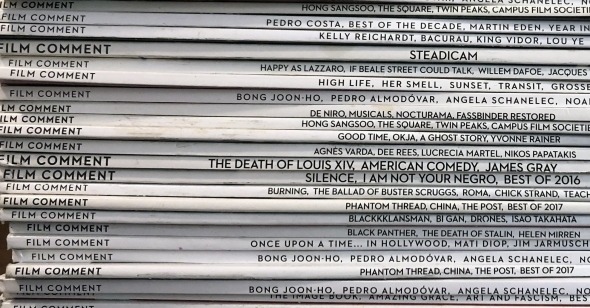 ANGELA SCHANELEC, NO
FILM COMMENT HONG SANGSOO, THE SQUARE, TWIN PEAKS, CAMPUS FILM SOCIETIE
FILM COMMENT PEDRO COSTA, BEST OF THE DECADE, MARTIN EDEN, YEAR IN
FILM COMMENT KELLY REICHARDT, BACURAU, KING VIDOR, LOU YE
FILM COMMENT STEADICAM
FILM COMMENT HAPPY AS LAZZARO, IF BEALE STREET COULD TALK, WILLEM DAFOE, JACQUES
FILM COMMENT HIGH LIFE, HER SMELL, SUNSET, TRANSIT, GROSSE
FILM COMMENT BONG JOON-HO, PEDRO ALMODÓVAR, ANGELA SCHANELEC, NOA
FILM COMMENT DE NIRO, MUSICALS, NOCTURAMA, FASSBINDER RESTORED
FILM COMMENT HONG SANGSOO, THE SQUARE, TWIN PEAKS, CAMPUS FILM SOCIETIE
FILM COMMENT GOOD TIME, OKJA, A GHOST STORY, YVONNE RAINER
FILM COMMENT AGNÈS VARDA, DEE REES, LUCRECIA MARTEL, NIKOS PAPATAKIS
FILM COMMENT THE DEATH OF LOUIS XIV, AMERICAN COMEDY, JAMES GRAY
FILM COMMENT SILENCE, I AM NOT YOUR NEGRO, BEST OF 2016
FILM COMMENT BURNING, THE BALLAD OF BUSTER SCRUGGS, ROMA, CHICK STRAND, TEACH
FILM COMMENT PHANTOM THREAD, CHINA, THE POST, BEST OF 2017
FILM COMMENT BLACKKKLANSMAN, BI GAN, DRONES, ISAO TAKAHATA
FILM COMMENT BLACK PANTHER, THE DEATH OF STALIN, HELEN MIRREN
FILM COMMENT ONCE UPON A TIME... IN HOLLYWOOD, MATI DIOP, JIM JARMUSCH
FILM COMMENT BONG JOON-HO, PEDRO ALMODÓVAR, ANGELA SCHANELEC, NO
FILM COMMENT PHANTOM THREAD, CHINA, THE POST, BEST OF 2017
FILM COMMENT BONG JOON-HO, PEDRO ALMODÓVAR, ANGELA SCHANELEC, NO
FILM COMMENT THE IMAGE BOOK, AMAZING GRACE, ART AND FASCISM, BES